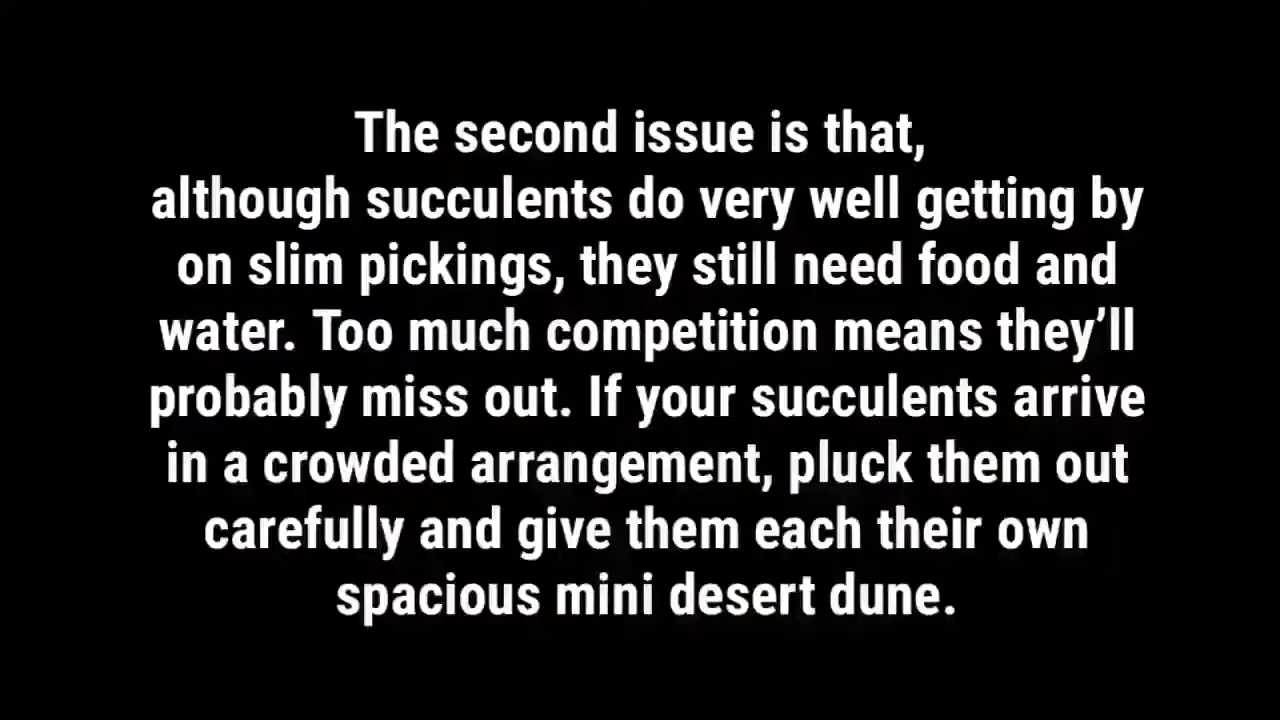 The second issue is that,
although succulents do very well getting by
on slim pickings, they still need food and
water. Too much competition means they’ll
probably miss out. If your succulents arrive
in a crowded arrangement, pluck them out
carefully and give them each their own
spacious mini desert dune.